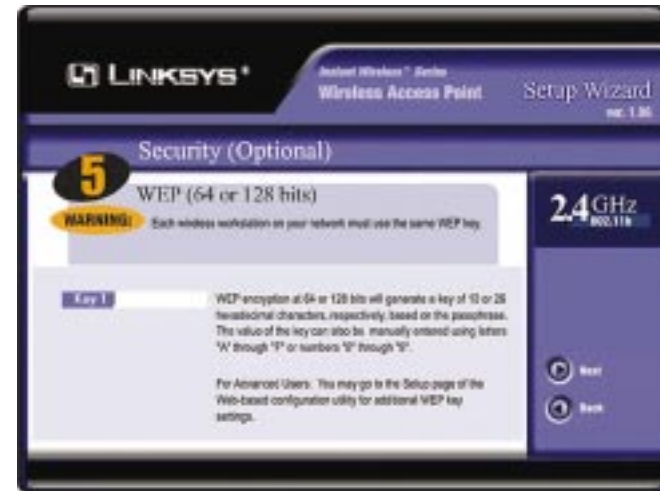 LINKSYS®
Instant Wireless™ Series
Wireless Access Point
Setup Wizard
ver. 1.06
Security (Optional)
5
WEP (64 or 128 bits)
WARNING:
Each wireless workstation on your network must use the same WEP key.
2.4GHz
802.11b
Key 1
WEP encryption at 64 or 128 bits will generate a key of 10 or 26
hexadecimal characters, respectively, based on the passphrase.
The value of the key can also be manually entered using letters
"A" through "F" or numbers "0" through "9".
For Advanced Users: You may go to the Setup page of the
Web-based configuration utility for additional WEP key
settings.
Next
Back